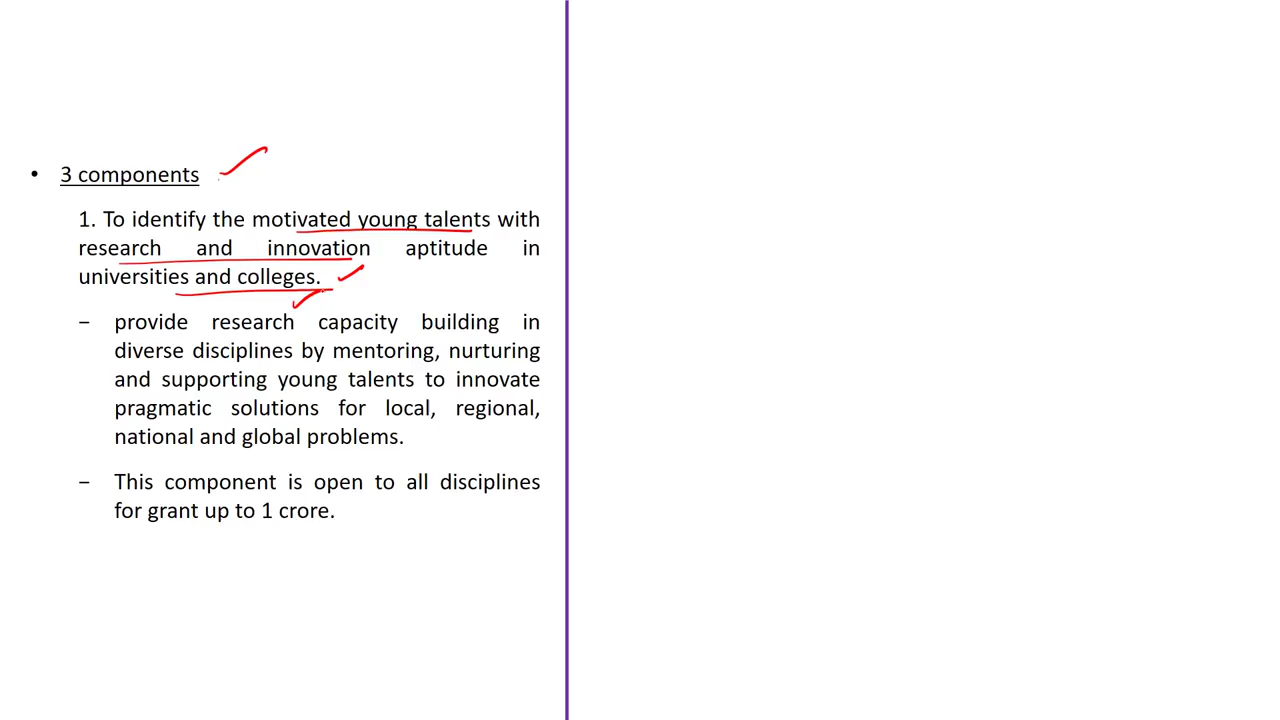 • 3 components
1. To identify the motivated young talents with
research and innovation aptitude in
universities and colleges.
− provide research capacity building in
diverse disciplines by mentoring, nurturing
and supporting young talents to innovate
pragmatic solutions for local, regional,
national and global problems.
− This component is open to all disciplines
for grant up to 1 crore.